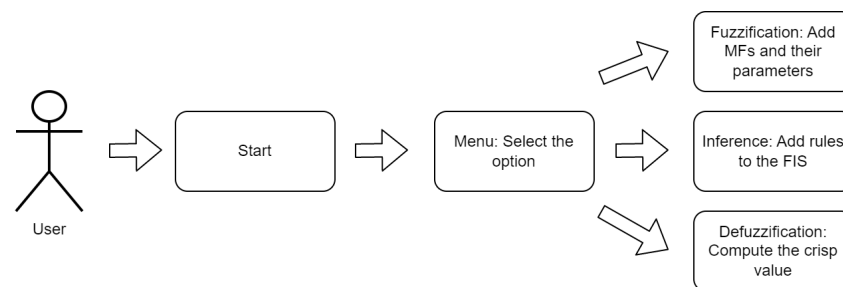 User
Start
Menu: Select the
option
Fuzzification: Add
MFs and their
parameters
Inference: Add rules
to the FIS
Defuzzification:
Compute the crisp
value